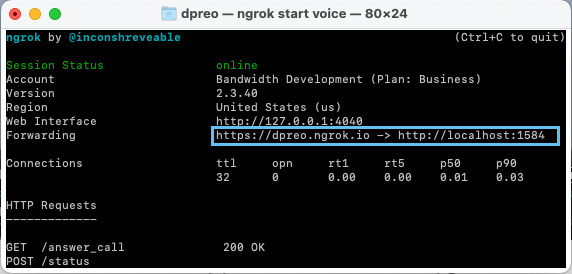 dpreo — ngrok start voice — 80×24
ngrok by @inconshreveable (Ctrl+C to quit)
Session Status online
Account Bandwidth Development (Plan: Business)
Version 2.3.40
Region United States (us)
Web Interface http://127.0.0.1:4040
Forwarding https://dpreo.ngrok.io -> http://localhost:1584
Connections ttl opn rt1 rt5 p50 p90
32 0 0.00 0.00 0.01 0.03
HTTP Requests
-------------
GET /answer_call 200 OK
POST /status